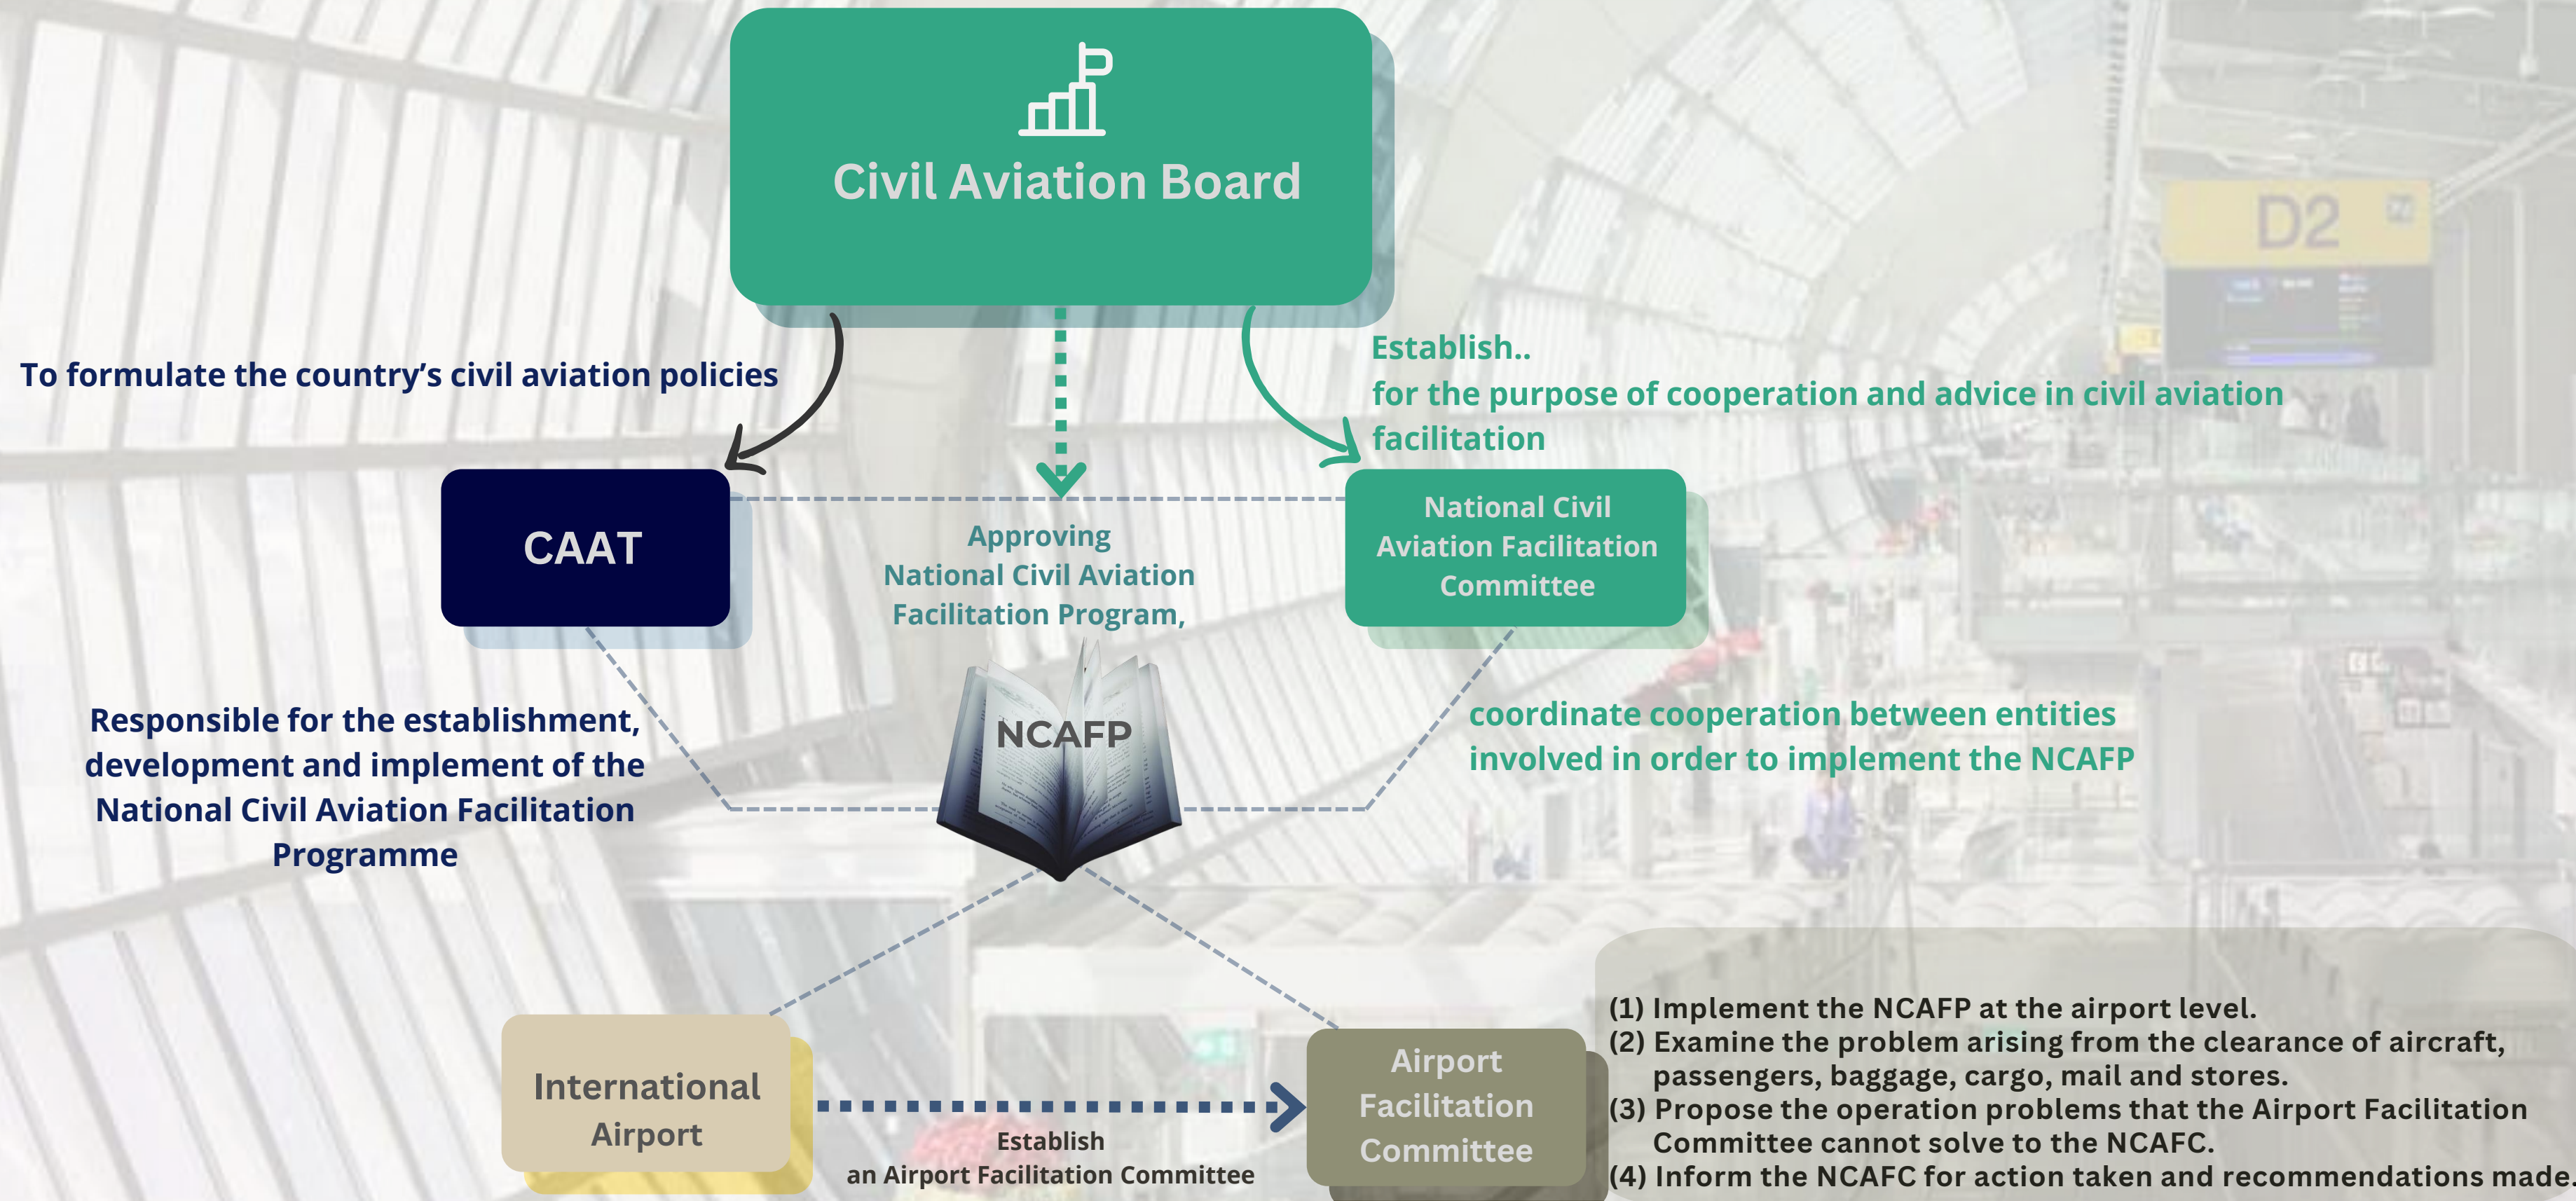 Civil Aviation Board
D2
To formulate the country’s civil aviation policies
Establish..
for the purpose of cooperation and advice in civil aviation
facilitation
CAAT
Approving
National Civil Aviation
Facilitation Program,
National Civil
Aviation Facilitation
Committee
NCAFP
Responsible for the establishment,
development and implement of the
National Civil Aviation Facilitation
Programme
coordinate cooperation between entities
involved in order to implement the NCAFP
International
Airport
Establish
an Airport Facilitation Committee
Airport
Facilitation
Committee
(1) Implement the NCAFP at the airport level.
(2) Examine the problem arising from the clearance of aircraft,
passengers, baggage, cargo, mail and stores.
(3) Propose the operation problems that the Airport Facilitation
Committee cannot solve to the NCAFC.
(4) Inform the NCAFC for action taken and recommendations made.